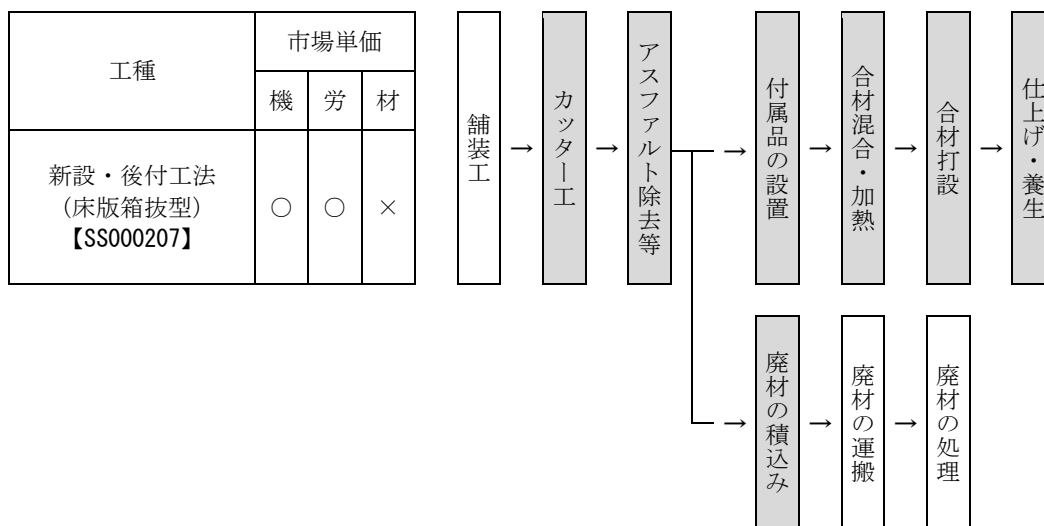 工種
市場単価
機 労 材
新設・後付工法
(床版箱抜型)
【SS000207】
○ ○ ×
舗装工
→
カッター工
→
アスファルト除去等
→
付属品の設置
→
合材混合・加熱
→
合材打設
→
仕上げ・養生
→
廃材の積込み
→
廃材の運搬
→
廃材の処理